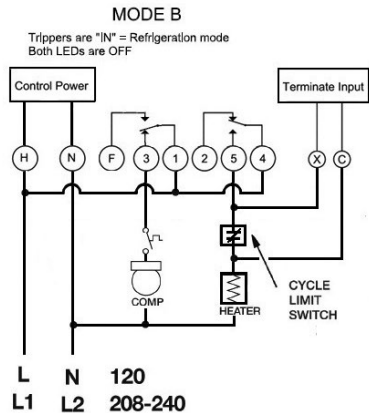 MODE B
Trippers are "IN" = Refrigeration mode
Both LEDs are OFF
Control Power
Terminate Input
H
N
F
3
1
2
5
4
X
C
COMP
HEATER
CYCLE
LIMIT
SWITCH
L N 120
L1 L2 208-240